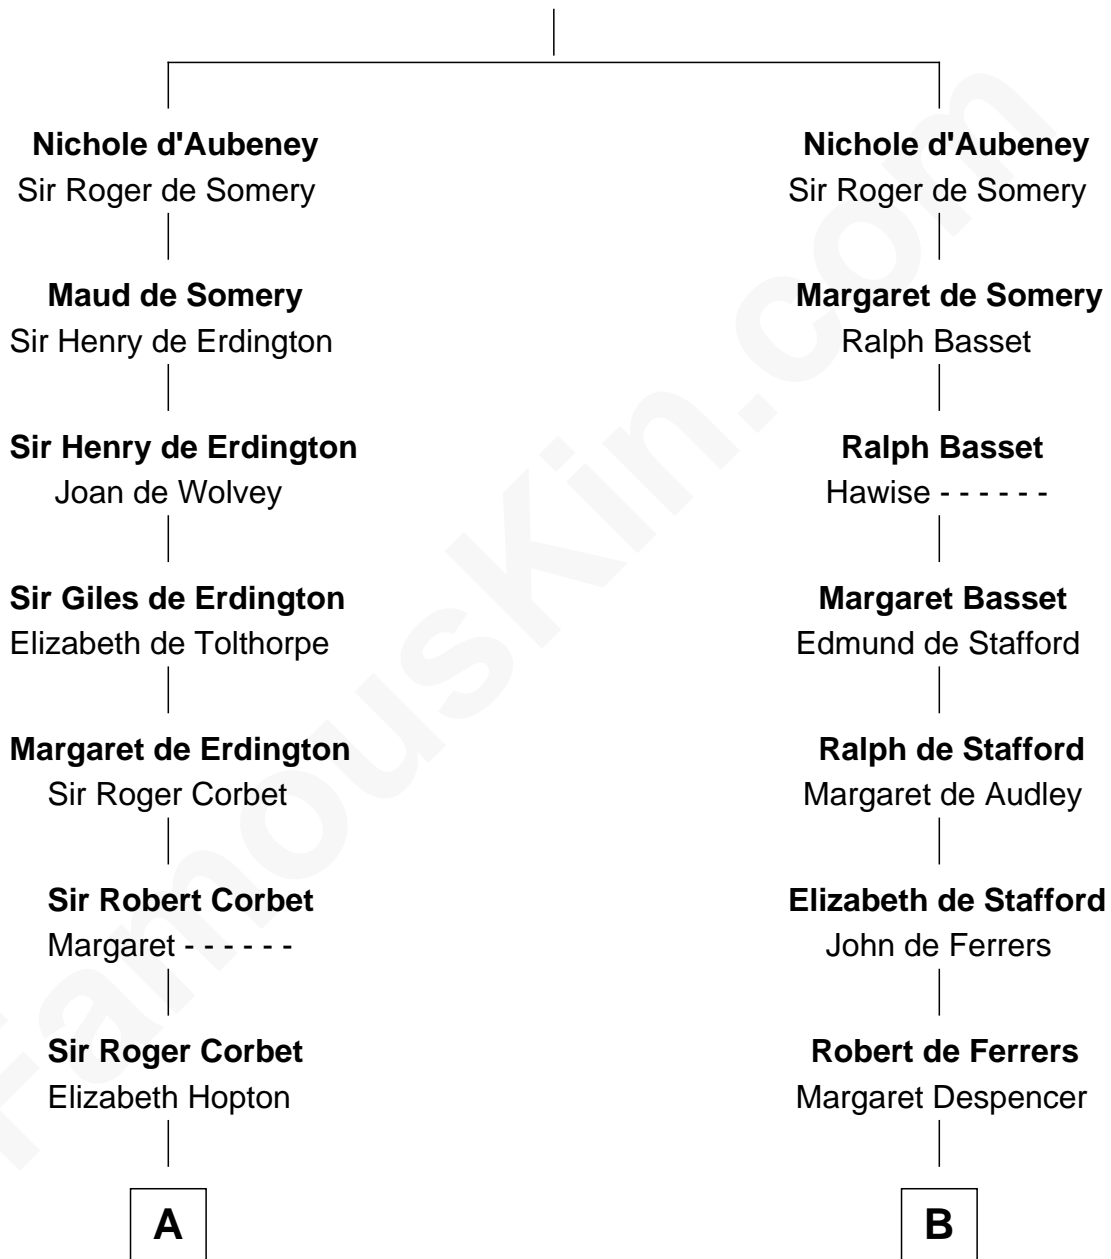 Nichole d'Aubeney
Sir Roger de Somery
Maud de Somery
Sir Henry de Erdington
Sir Henry de Erdington
Joan de Wolvey
Sir Giles de Erdington
Elizabeth de Tolthorpe
Margaret de Erdington
Sir Roger Corbet
Sir Robert Corbet
Margaret - - - - - -
Sir Roger Corbet
Elizabeth Hopton
A
Nichole d'Aubeney
Sir Roger de Somery
Margaret de Somery
Ralph Basset
Ralph Basset
Hawise - - - - - -
Margaret Basset
Edmund de Stafford
Ralph de Stafford
Margaret de Audley
Elizabeth de Stafford
John de Ferrers
Robert de Ferrers
Margaret Despencer
B
FamousKin.com